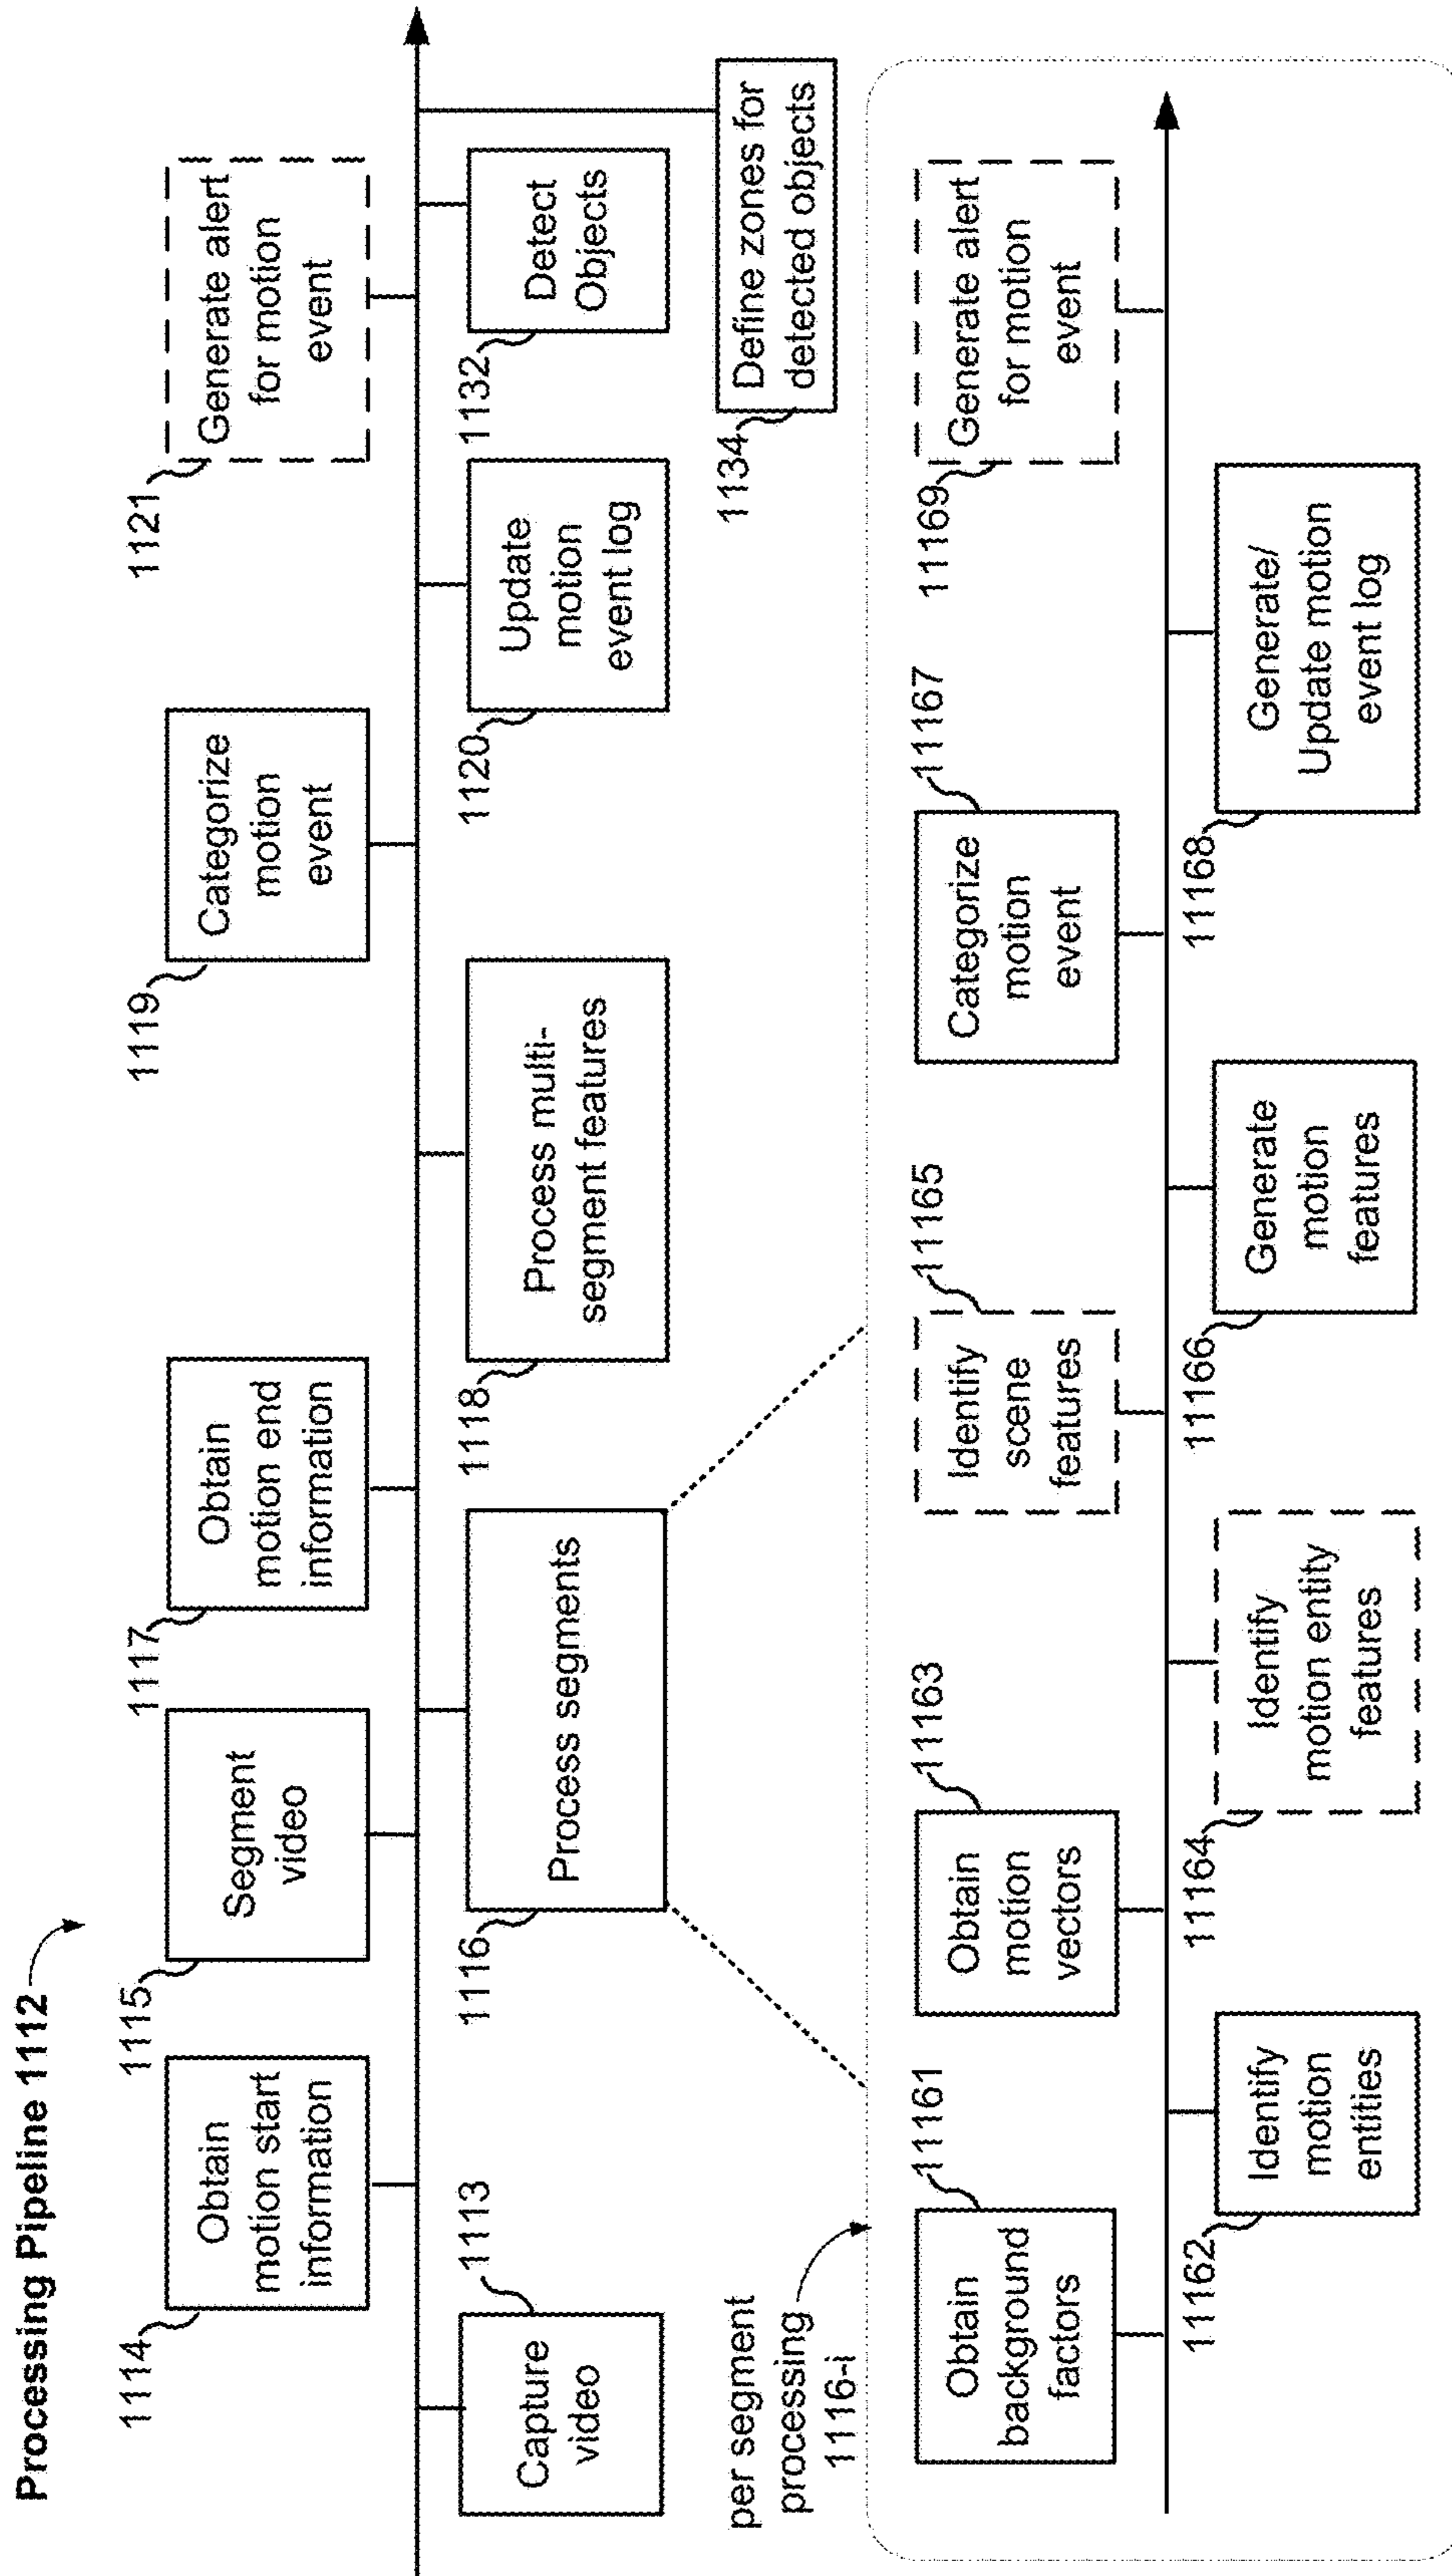 Processing Pipeline 1112
1114
Obtain
motion start
information
1115
Segment
video
1117
Obtain
motion end
information
1119
Categorize
motion
event
1121
Generate alert
for motion
event
1113
Capture
video
1116
Process segments
1118
Process multi-
segment features
1120
Update
motion
event log
1132
Detect
Objects
1134
Define zones for
detected objects
per segment
processing
1116-i
11161
Obtain
background
factors
11163
Obtain
motion
vectors
11165
Identify
scene
features
11167
Categorize
motion
event
11169
Generate alert
for motion
event
11162
Identify
motion
entities
11164
Identify
motion entity
features
11166
Generate
motion
features
11168
Generate/
Update motion
event log